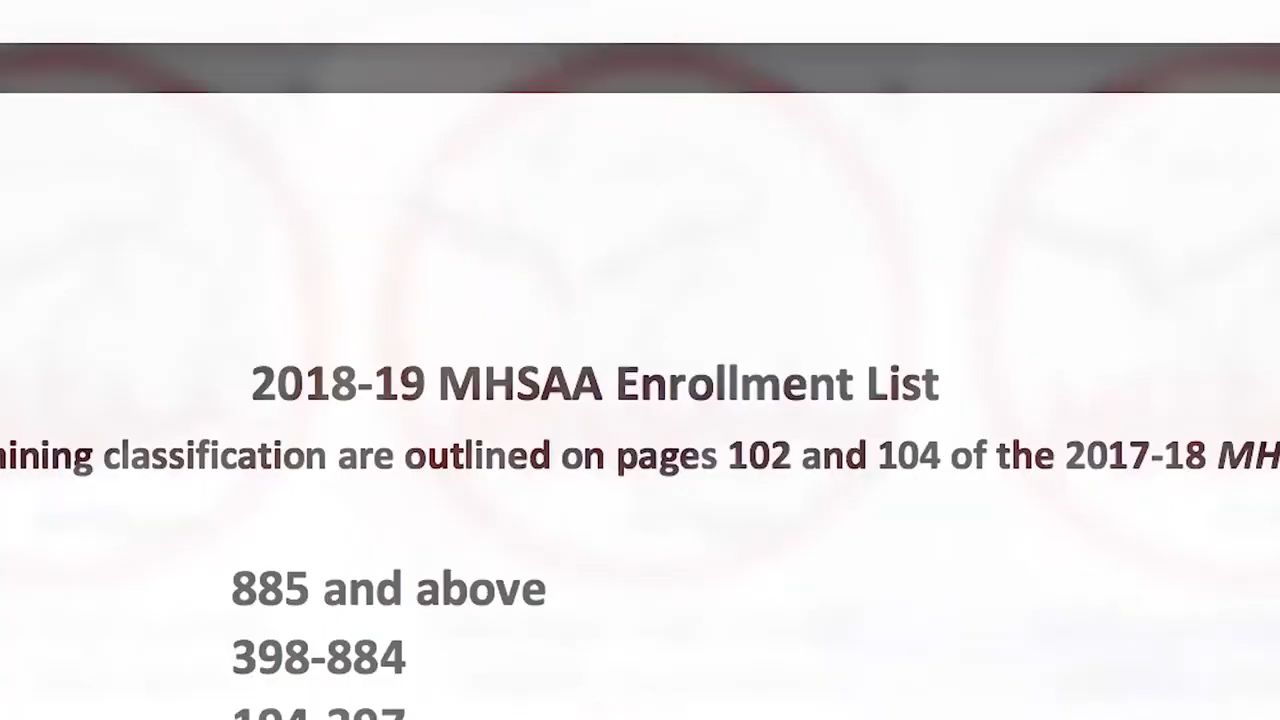 2018-19 MHSAA Enrollment List
classification are outlined on pages 102 and 104 of the 2017-18
885 and above
398-884